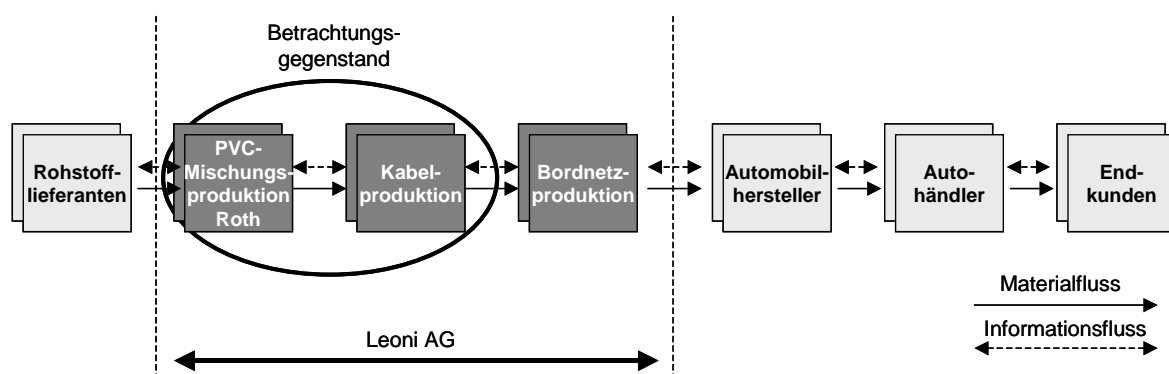 Betrachtungs-
gegenstand
Rohstoff-
lieferanten
PVC-
Mischungs-
produktion
Roth
Kabel-
produktion
Bordnetz-
produktion
Automobil-
hersteller
Auto-
händler
End-
kunden
Materialfluss
Informationsfluss
Leoni AG